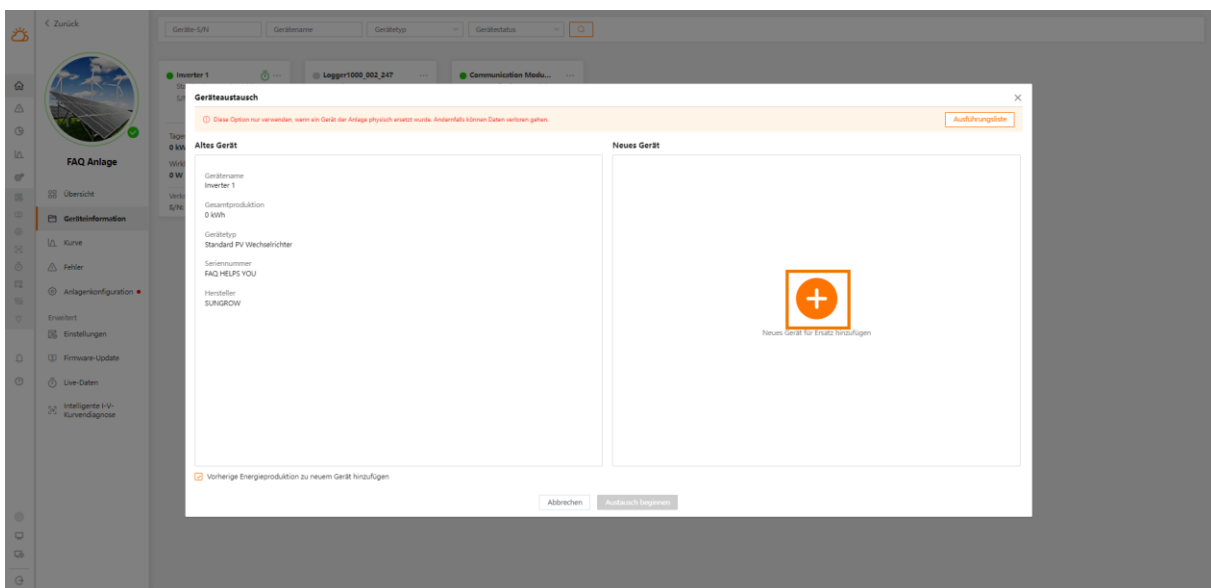 Zurück
Geräte-S/N
Gerätename
Gerätetyp
Gerätestatus
FAQ Anlage
Übersicht
Geräteinformation
Kurve
Fehler
Anlagenkonfiguration
Erweitert
Einstellungen
Firmware-Update
Live-Daten
Intelligente I-V-
Kurvendiagnose
Inverter 1
Logger1000_002_247
Communication Modu...
0 W
S/N:
Geräteaustausch
Diese Option nur verwenden, wenn ein Gerät der Anlage physisch ersetzt wurde. Andernfalls können Daten verloren gehen.
Ausführungsliste
Altes Gerät
Gerätename
Inverter 1
Gesamtproduktion
0 kWh
Gerätetyp
Standard PV Wechselrichter
Seriennummer
FAQ HELPS YOU
Hersteller
SUNGROW
Neues Gerät
Neues Gerät für Ersatz hinzufügen
Vorherige Energieproduktion zu neuem Gerät hinzufügen
Abbrechen
Austausch beginnen